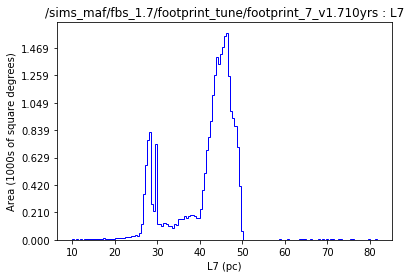 /sims_maf/fbs_1.7/footprint_tune/footprint_7_v1.710yrs : L7
Area (1000s of square degrees)
1.469
1.259
1.049
0.839
0.629
0.420
0.210
0.000
10 20 30 40 50 60 70 80
L7 (pc)